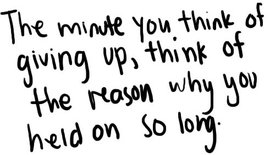 The minute you think of
giving up, think of
the reason why you
held on so long.